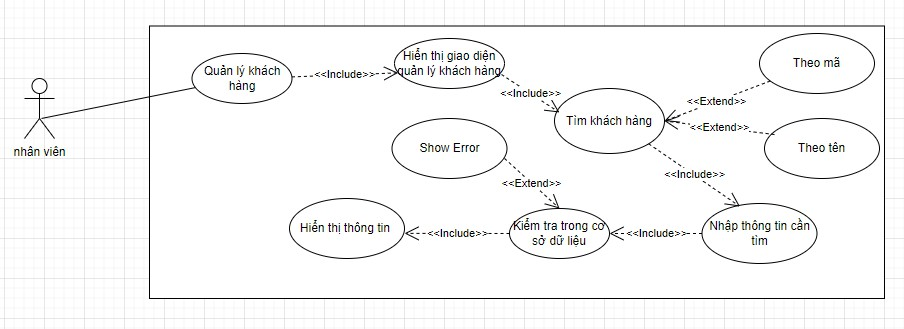 Quản lý khách
hàng
<<Include>>
Hiển thị giao diện
quản lý khách hàng
<<Include>>
Theo mã
<<Extend>>
Tìm khách hàng
<<Extend>>
Theo tên
nhân viên
Show Error
<<Include>>
<<Extend>>
Hiển thị thông tin
<<Include>>
Kiểm tra trong cơ
sở dữ liệu
<<Include>>
Nhập thông tin cần
tìm